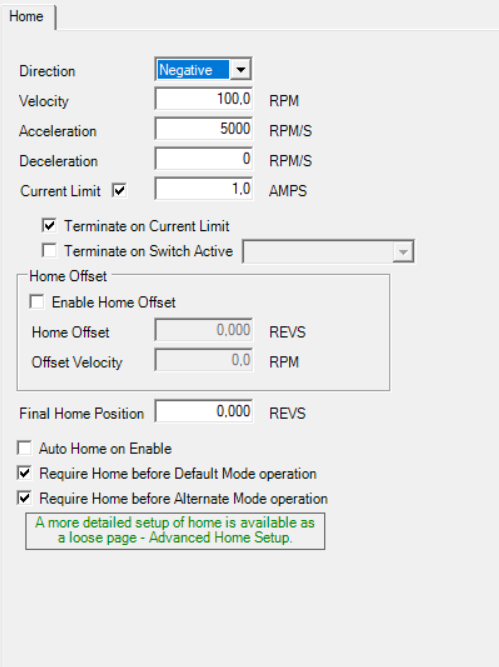 Home
Direction Negative
Velocity 100,0 RPM
Acceleration 5000 RPM/S
Deceleration 0 RPM/S
Current Limit 1,0 AMPS
Terminate on Current Limit
Terminate on Switch Active
Home Offset
Enable Home Offset
Home Offset 0,000 REVS
Offset Velocity 0,0 RPM
Final Home Position 0,000 REVS
Auto Home on Enable
Require Home before Default Mode operation
Require Home before Alternate Mode operation
A more detailed setup of home is available as
a loose page - Advanced Home Setup.